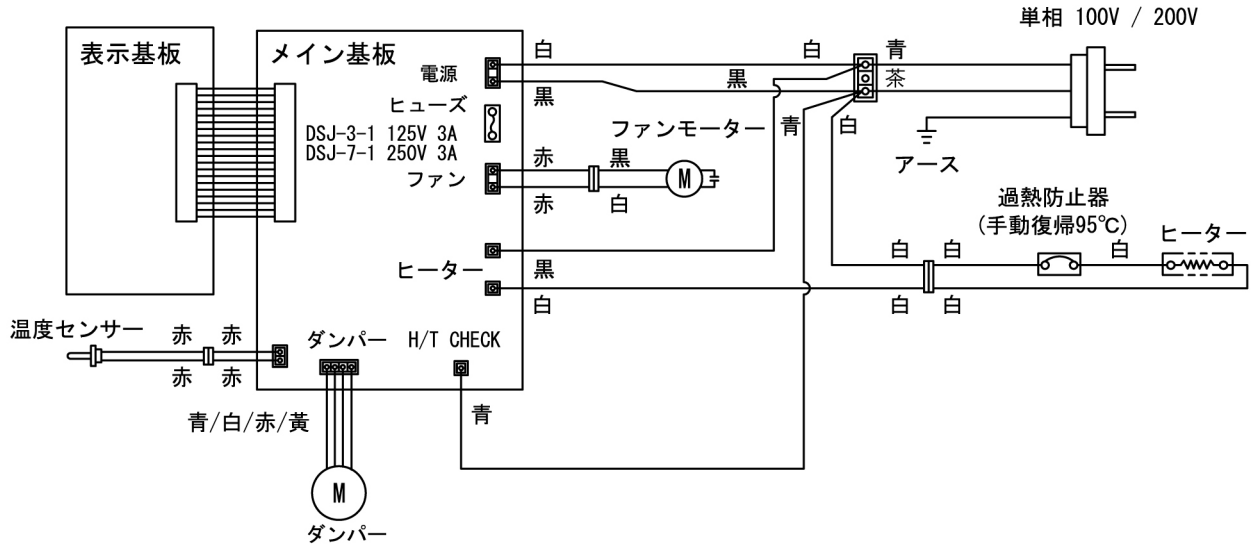 単相 100V / 200V
表示基板
メイン基板
電源
ヒューズ
DSJ-3-1 125V 3A
DSJ-7-1 250V 3A
ファン
白
黒
白
黒
青
茶
青
白
アース
ファンモーター
赤
黒
赤
白
過熱防止器
(手動復帰95℃)
ヒーター
白
白
白
白
白
ヒーター
黒
白
温度センサー
赤
赤
赤
赤
ダンパー
H/T CHECK
青/白/赤/黃
青
M
M
ダンパー